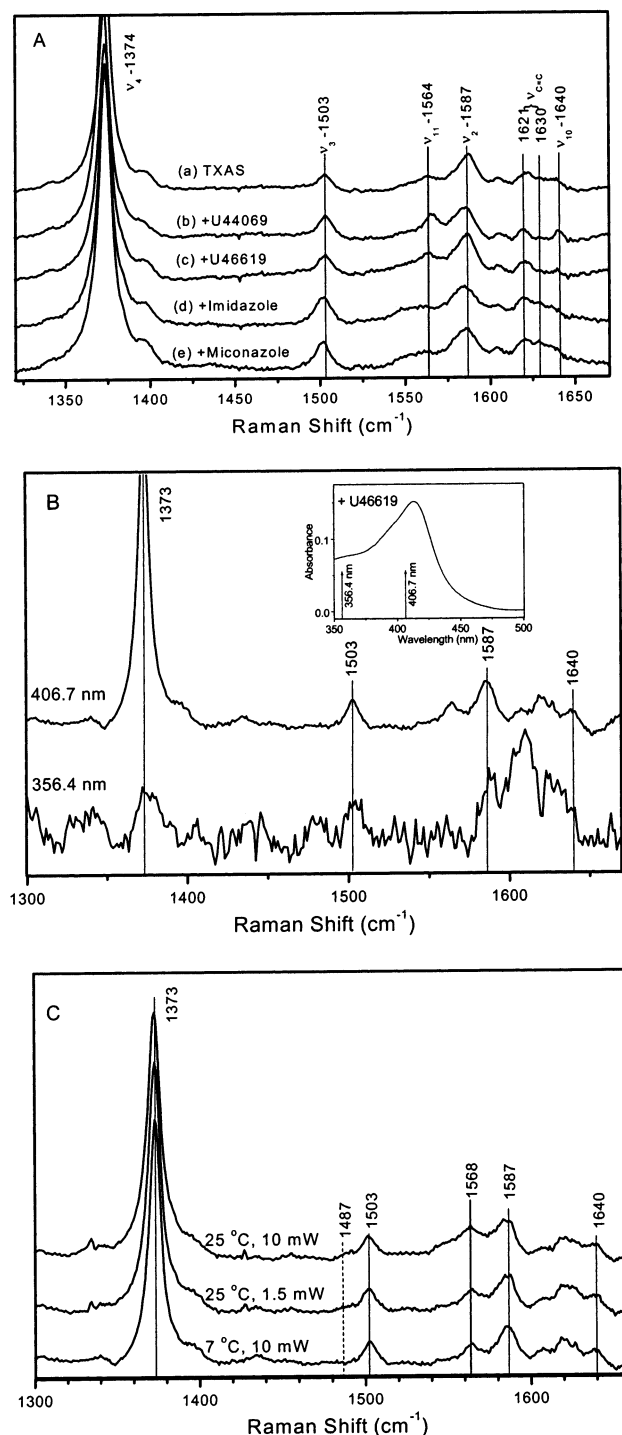 A
ν₄ -1374
ν₃ -1503
ν₁₁ -1564
ν₂ -1587
1621
1630
} ν_C=C
ν₁₀ -1640
(a) TXAS
(b) +U44069
(c) +U46619
(d) +Imidazole
(e) +Miconazole
1350 1400 1450 1500 1550 1600 1650
Raman Shift (cm⁻¹)
B
1373
1503
1587
1640
+ U46619
Absorbance
0.1
0.0
356.4 nm
406.7 nm
350 400 450 500
Wavelength (nm)
406.7 nm
356.4 nm
1300 1400 1500 1600
Raman Shift (cm⁻¹)
C
1373
1487
1503
1568
1587
1640
25 °C, 10 mW
25 °C, 1.5 mW
7 °C, 10 mW
1300 1400 1500 1600
Raman Shift (cm⁻¹)